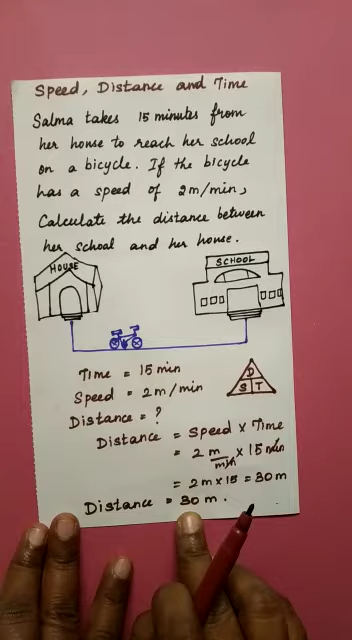 Speed, Distance and Time
Salma takes 15 minutes from
her house to reach her school
on a bicycle. If the bicycle
has a speed of 2m/min,
Calculate the distance between
her school and her house.
HOUSE
SCHOOL
Time = 15 min
Speed = 2m/min
Distance = ?
D
S T
Distance = Speed × Time
= 2 m/min × 15 min
= 2m × 15 = 30 m
Distance = 30 m.